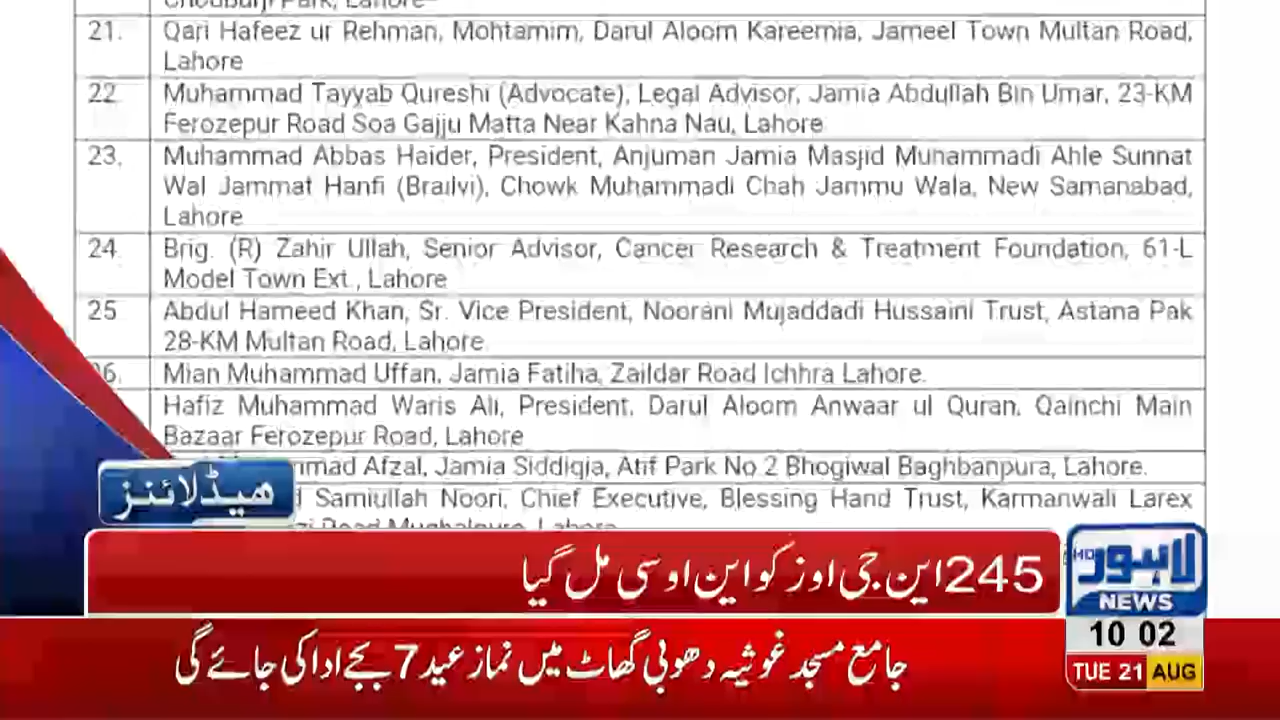 Choudburji Park, Lahore
21. Qari Hafeez ur Rehman, Mohtamim, Darul Aloom Kareemia, Jameel Town Multan Road,
Lahore
22 Muhammad Tayyab Qureshi (Advocate), Legal Advisor, Jamia Abdullah Bin Umar, 23-KM
Ferozepur Road Soa Gajju Matta Near Kahna Nau, Lahore
23. Muhammad Abbas Haider, President, Anjuman Jamia Masjid Muhammadi Ahle Sunnat
Wal Jammat Hanfi (Brailvi), Chowk Muhammadi Chah Jammu Wala, New Samanabad,
Lahore
24. Brig. (R) Zahir Ullah, Senior Advisor, Cancer Research & Treatment Foundation, 61-L
Model Town Ext., Lahore
25 Abdul Hameed Khan, Sr. Vice President, Noorani Mujaddadi Hussaini Trust, Astana Pak
28-KM Multan Road, Lahore
Mian Muhammad Uffan, Jamia Fatiha, Zaildar Road Ichhra Lahore.
Hafiz Muhammad Waris Ali, President, Darul Aloom Anwaar ul Quran, Qainchi Main
Bazaar Ferozepur Road, Lahore
Afzal, Jamia Siddiqia, Atif Park No.2 Bhogiwal Baghbanpura, Lahore.
Samiullah Noori, Chief Executive, Blessing Hand Trust, Karmanwali Larex
Road Mughalpura, Lahore
ہیڈلائنز
245 این جی اوز کو این او سی مل گیا
جامع مسجد غوثیہ دھوبی گھاٹ میں نماز عید 7 بجے ادا کی جائے گی
لاہور HD
NEWS
10 02
TUE 21 AUG